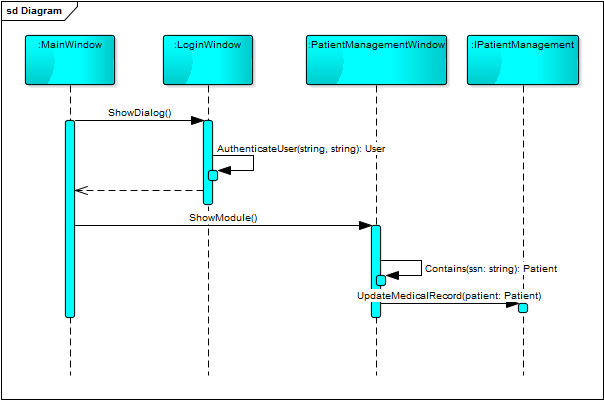 sd Diagram
:MainWindow
:LoginWindow
:PatientManagementWindow
:IPatientManagement
ShowDialog()
AuthenticateUser(string, string): User
ShowModule()
Contains(ssn: string): Patient
UpdateMedicalRecord(patient: Patient)